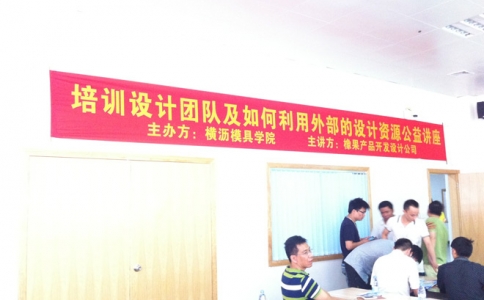 培训设计团队及如何利用外部的设计资源公益讲座
主办方：横沥模具学院 主讲方：橡果产品开发设计公司